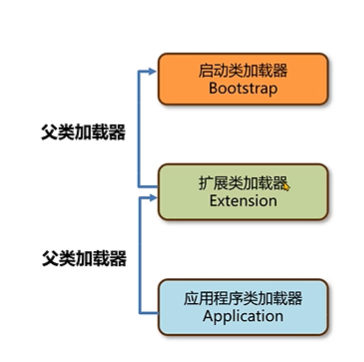 启动类加载器
Bootstrap
父类加载器
扩展类加载器
Extension
父类加载器
应用程序类加载器
Application